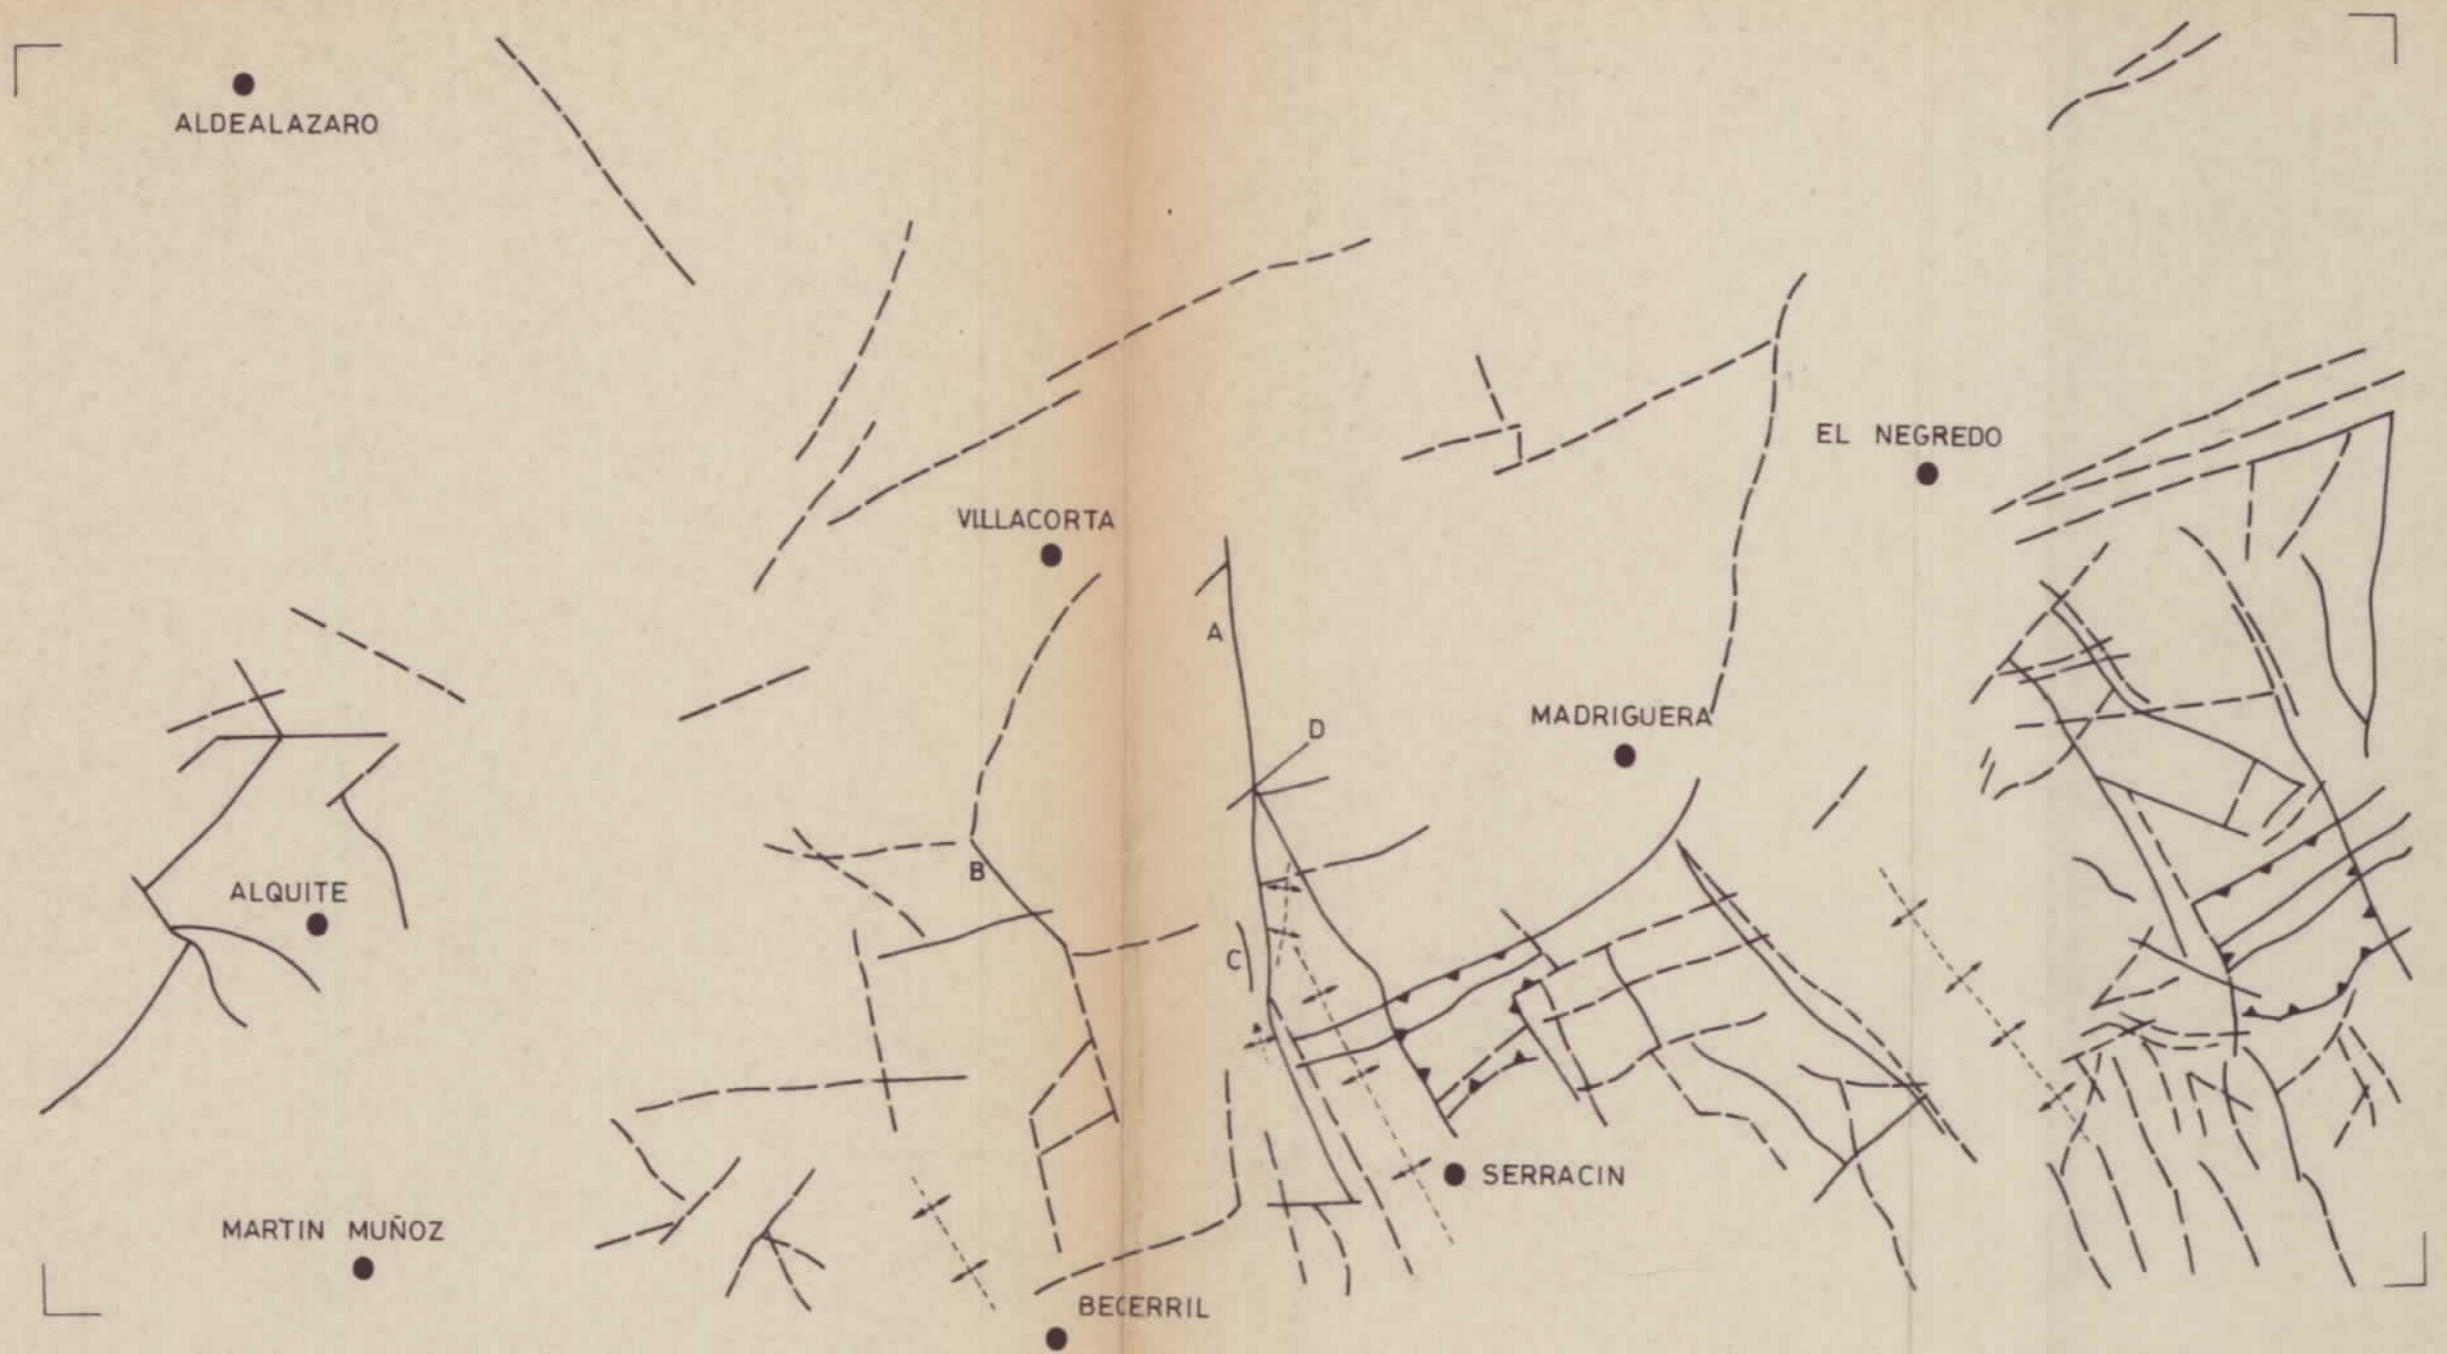 ALDEALAZARO
EL NEGREDO
VILLACORTA
A
MADRIGUERA
D
B
ALQUITE
C
SERRACIN
MARTIN MUÑOZ
BECERRIL